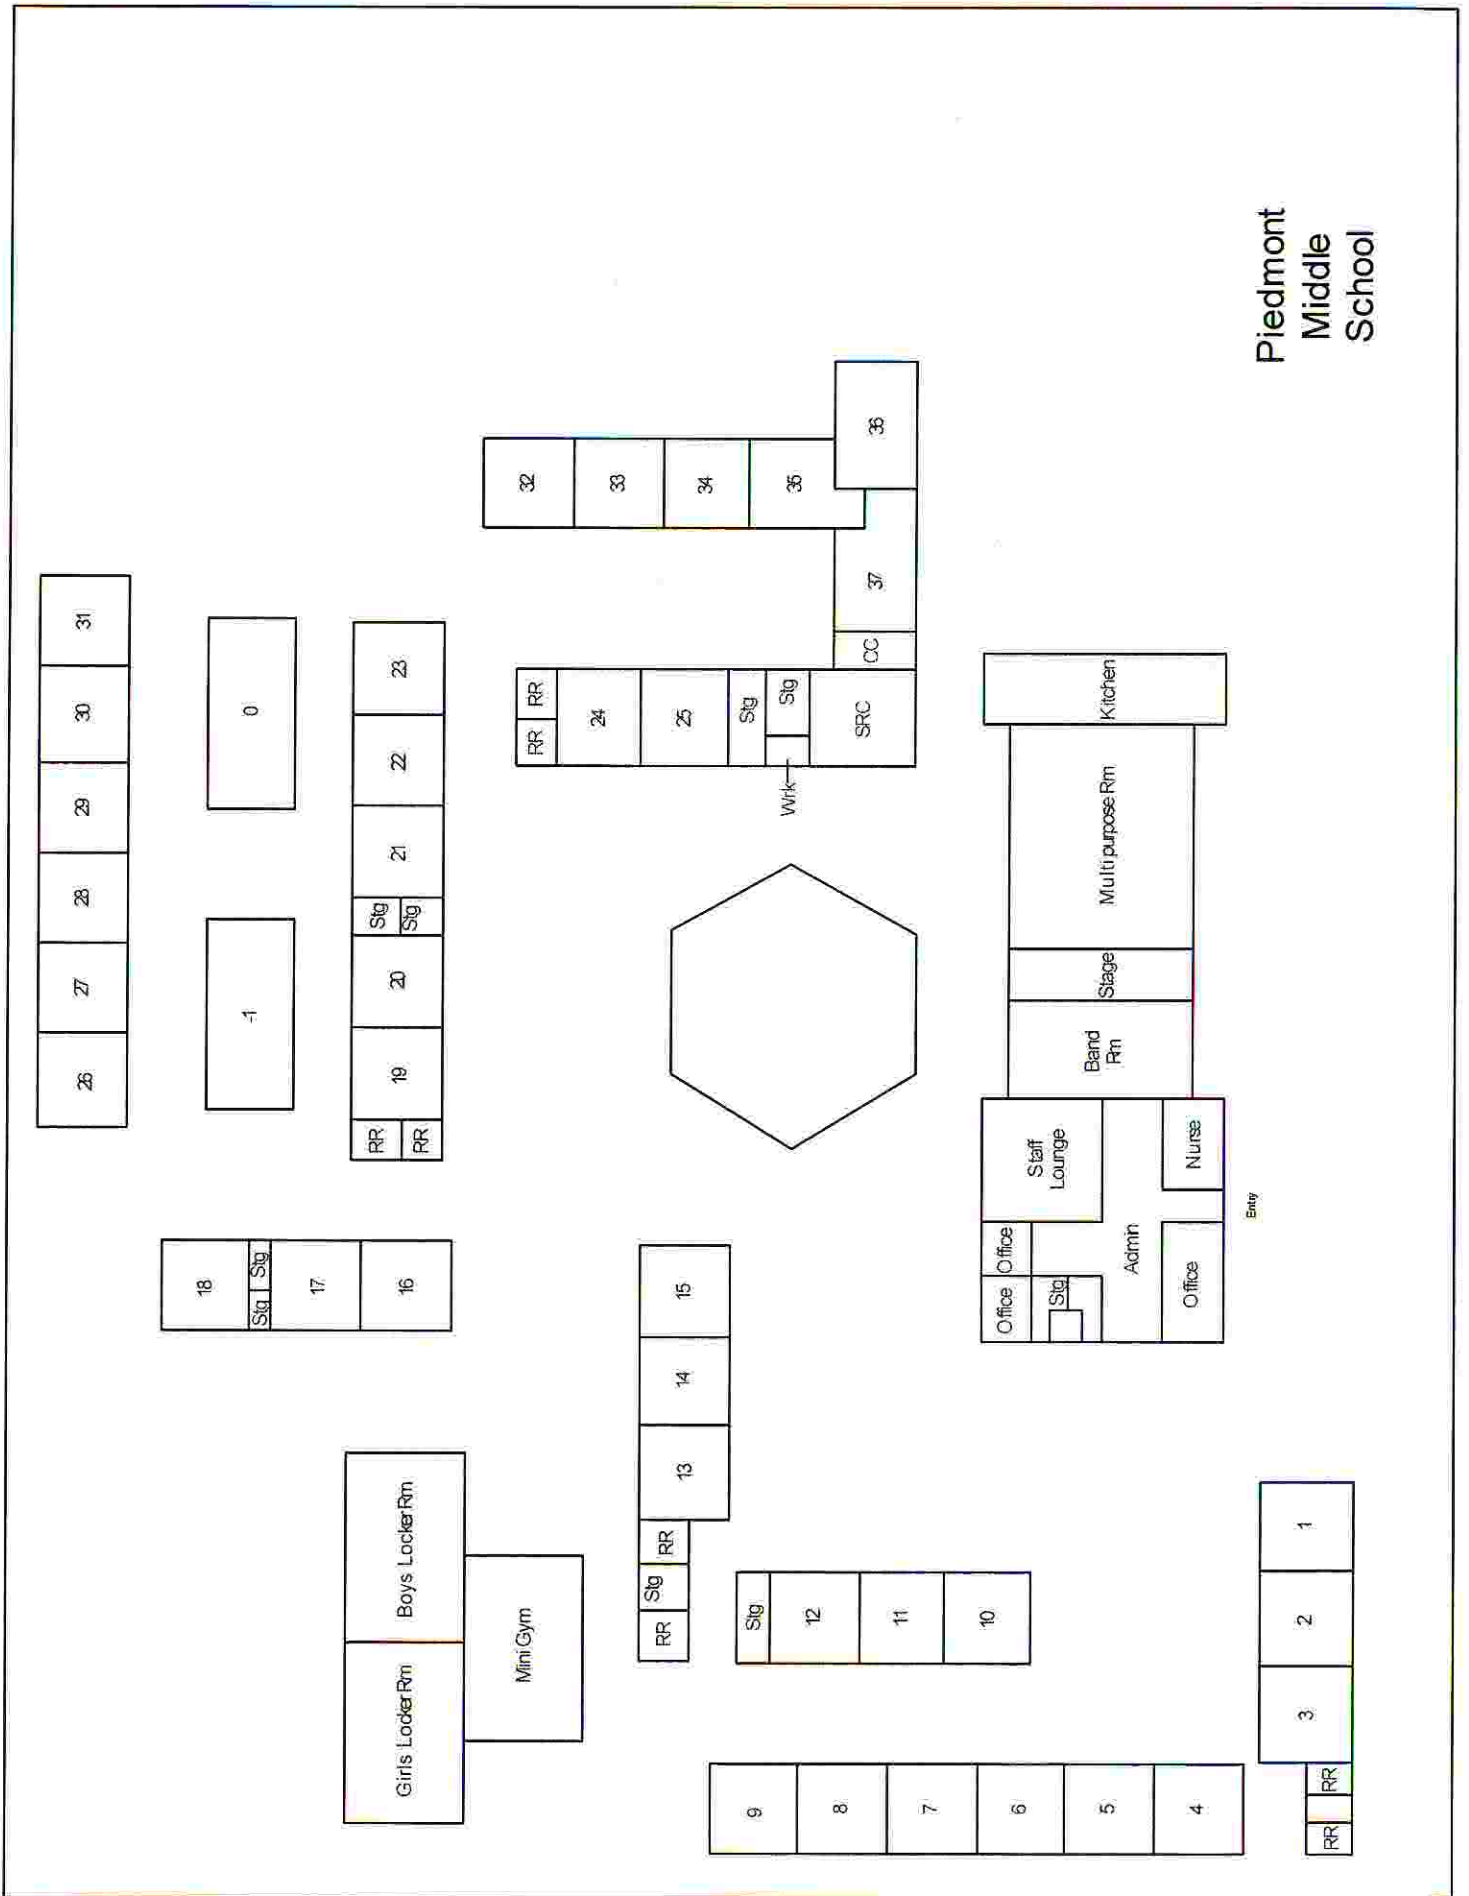 26
27
28
29
30
31
-1
0
18
Stg
Stg
17
16
RR
RR
19
20
Stg
Stg
21
22
23
Girls Locker Rm
Boys Locker Rm
Mini Gym
RR
Stg
RR
13
14
15
RR
RR
24
25
Stg
Stg
Wrk
SRC
CC
37
32
33
34
35
36
9
8
7
6
5
4
Stg
12
11
10
Office
Office
Stg
Staff
Lounge
Admin
Office
Nurse
Entry
Band
Rm
Stage
Multipurpose Rm
Kitchen
RR
RR
3
2
1
Piedmont
Middle
School